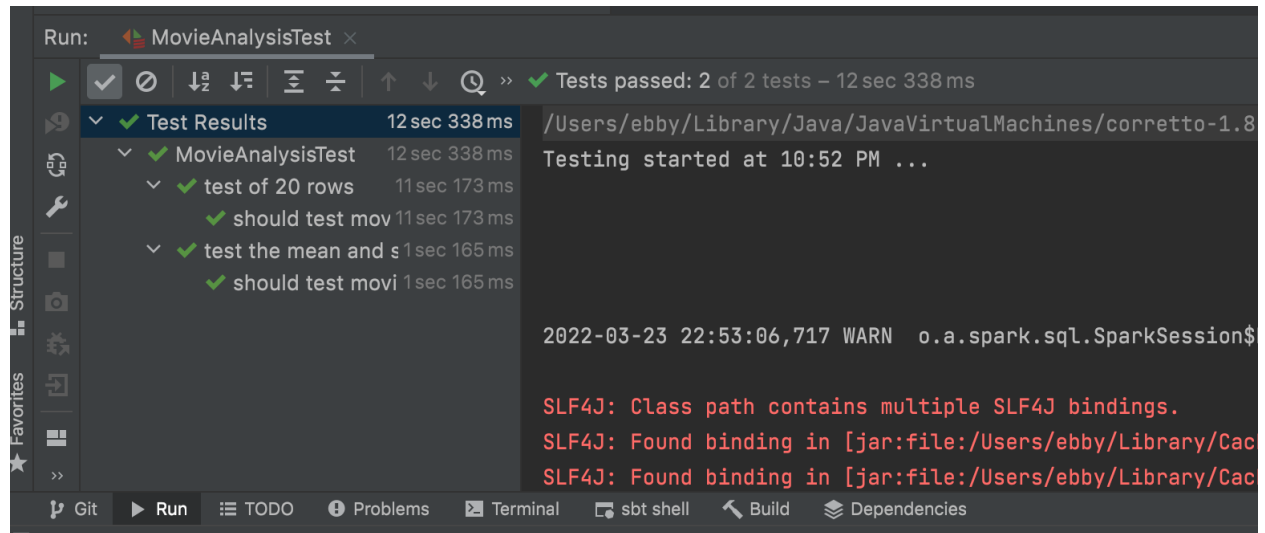 Run: MovieAnalysisTest
Tests passed: 2 of 2 tests – 12 sec 338 ms
Test Results 12 sec 338 ms
MovieAnalysisTest 12 sec 338 ms
test of 20 rows 11 sec 173 ms
should test mov 11 sec 173 ms
test the mean and s 1 sec 165 ms
should test movi 1 sec 165 ms
/Users/ebby/Library/Java/JavaVirtualMachines/corretto-1.8
Testing started at 10:52 PM ...
2022-03-23 22:53:06,717 WARN  o.a.spark.sql.SparkSession$
SLF4J: Class path contains multiple SLF4J bindings.
SLF4J: Found binding in [jar:file:/Users/ebby/Library/Cac
SLF4J: Found binding in [jar:file:/Users/ebby/Library/Cac
Structure
Favorites
Git Run TODO Problems Terminal sbt shell Build Dependencies